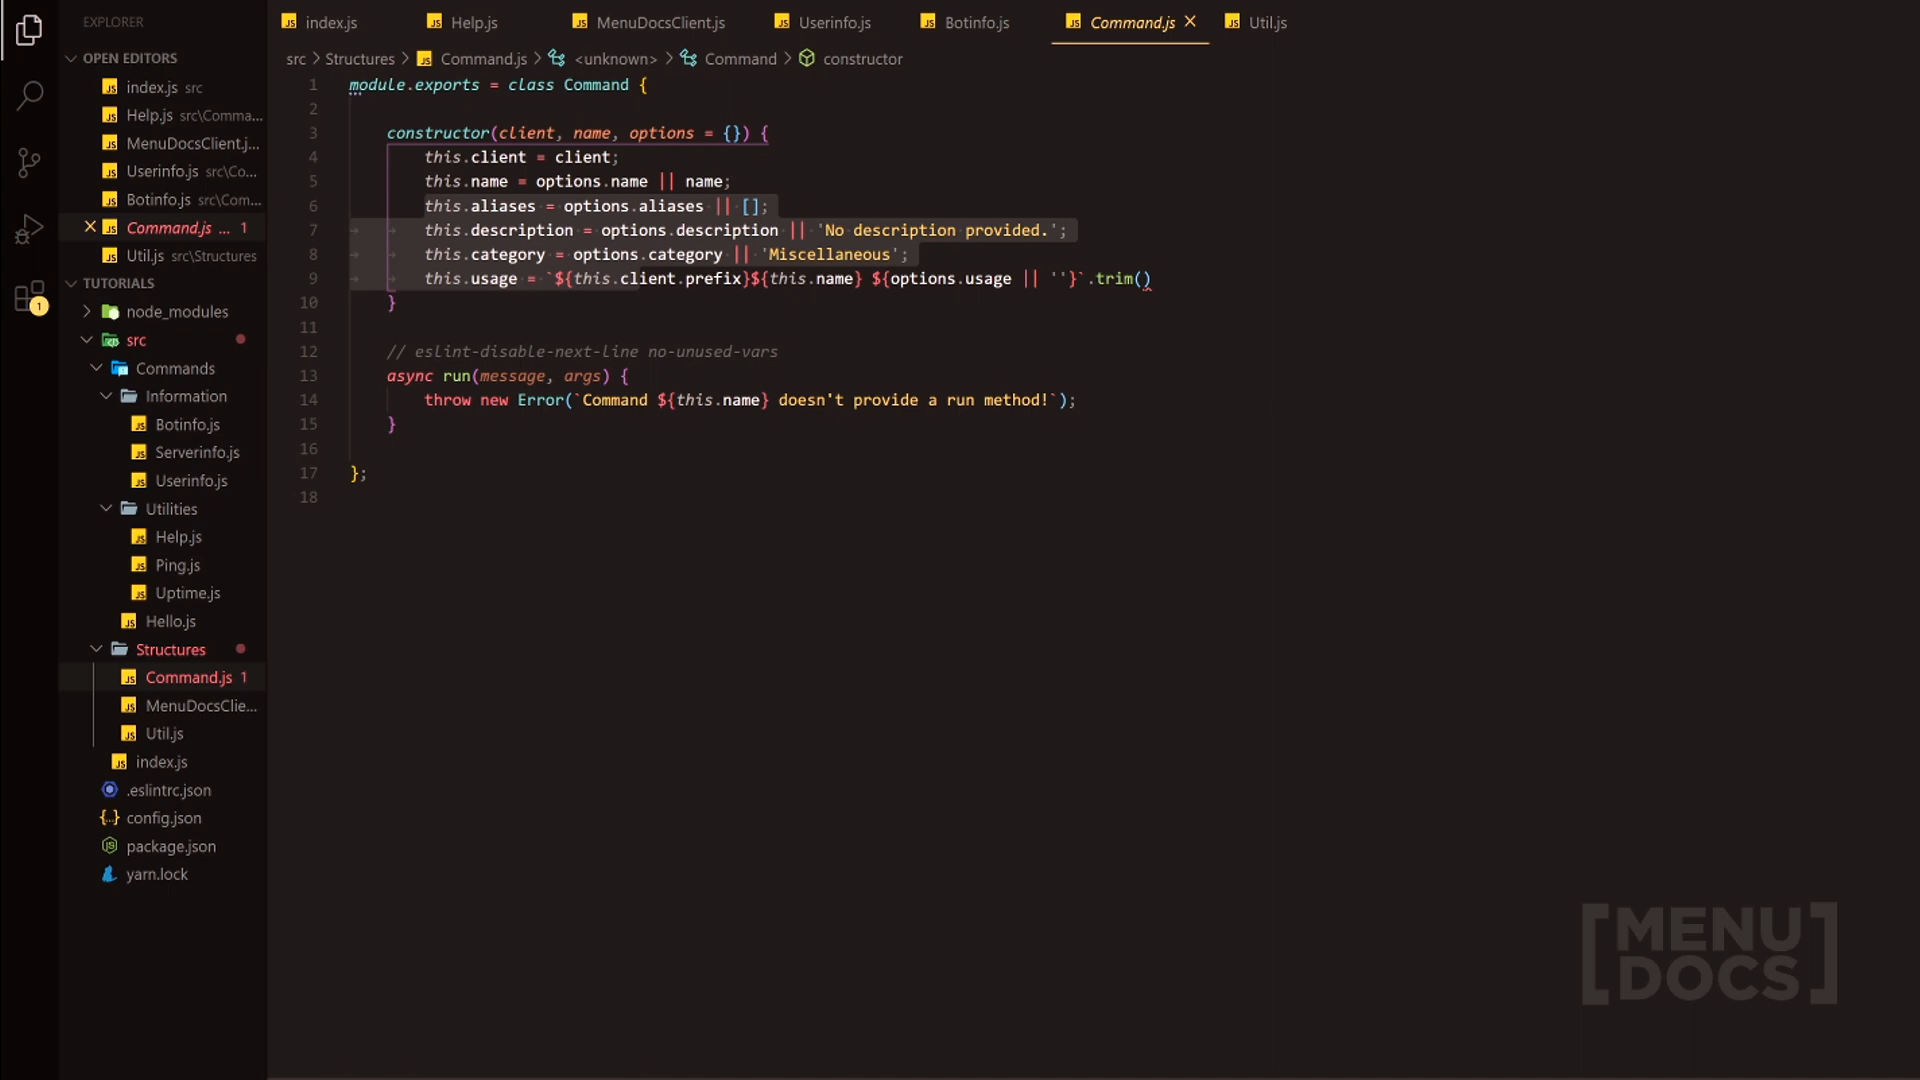 EXPLORER
OPEN EDITORS
index.js src
Help.js src\Comma...
MenuDocsClient.j...
Userinfo.js src\Co...
Botinfo.js src\Com...
Command.js ... 1
Util.js src\Structures
TUTORIALS
node_modules
src
Commands
Information
Botinfo.js
Serverinfo.js
Userinfo.js
Utilities
Help.js
Ping.js
Uptime.js
Hello.js
Structures
Command.js 1
MenuDocsClie...
Util.js
index.js
.eslintrc.json
config.json
package.json
yarn.lock
1
index.js Help.js MenuDocsClient.js Userinfo.js Botinfo.js Command.js Util.js
src > Structures > Command.js > <unknown> > Command > constructor
1 module.exports = class Command {
2
3 constructor(client, name, options = {}) {
4 this.client = client;
5 this.name = options.name || name;
6 this.aliases = options.aliases || [];
7 this.description = options.description || 'No description provided.';
8 this.category = options.category || 'Miscellaneous';
9 this.usage = `${this.client.prefix}${this.name} ${options.usage || ''}`.trim()
10 }
11
12 // eslint-disable-next-line no-unused-vars
13 async run(message, args) {
14 throw new Error(`Command ${this.name} doesn't provide a run method!`);
15 }
16
17 };
18
[MENU
DOCS]